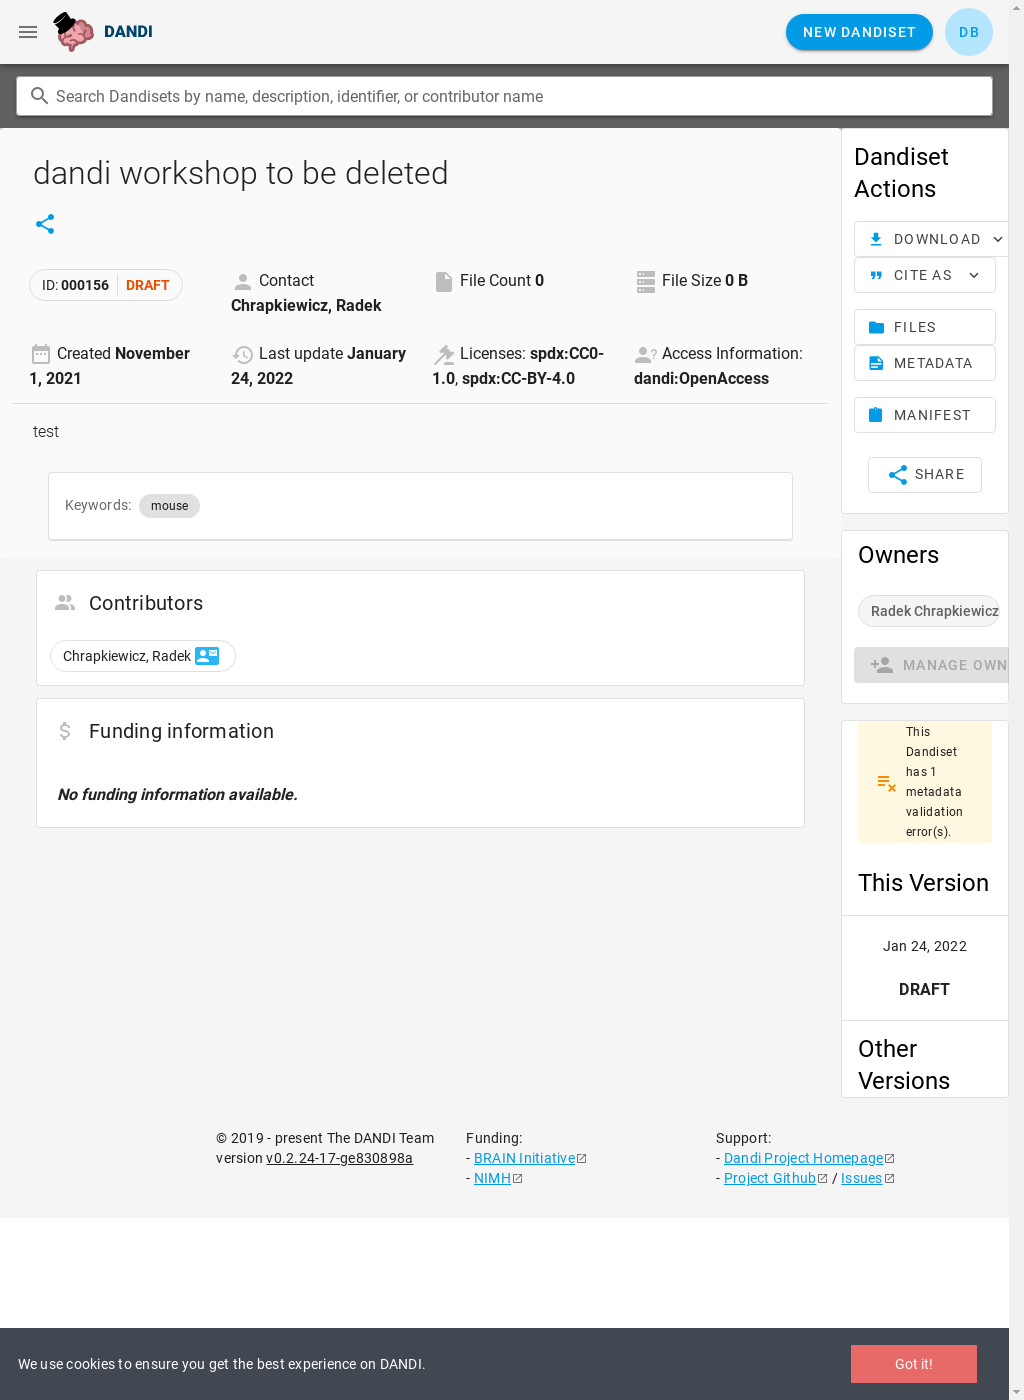 DANDI
NEW DANDISET
DB
Search Dandisets by name, description, identifier, or contributor name
dandi workshop to be deleted
ID: 000156 DRAFT
Contact
Chrapkiewicz, Radek
File Count 0
File Size 0 B
Created November
1, 2021
Last update January
24, 2022
Licenses: spdx:CC0-
1.0, spdx:CC-BY-4.0
Access Information:
dandi:OpenAccess
test
Keywords: mouse
Contributors
Chrapkiewicz, Radek
Funding information
No funding information available.
Dandiset
Actions
DOWNLOAD
CITE AS
FILES
METADATA
MANIFEST
SHARE
Owners
Radek Chrapkiewicz
MANAGE OWN
This
Dandiset
has 1
metadata
validation
error(s).
This Version
Jan 24, 2022
DRAFT
Other
Versions
© 2019 - present The DANDI Team
version v0.2.24-17-ge830898a
Funding:
- BRAIN Initiative
- NIMH
Support:
- Dandi Project Homepage
- Project Github / Issues
We use cookies to ensure you get the best experience on DANDI.
Got it!